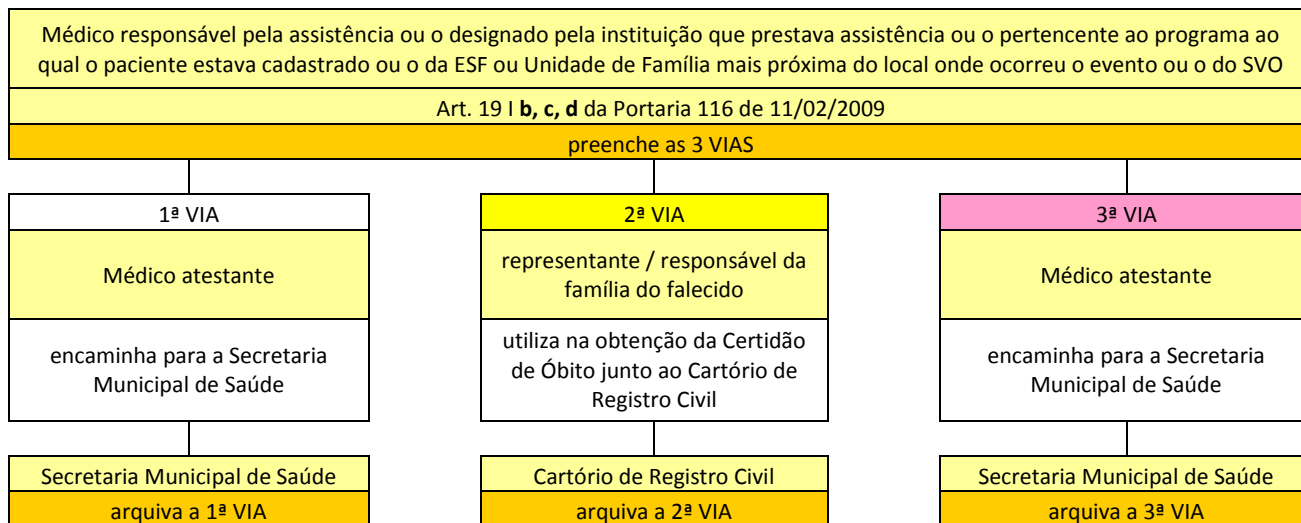 Médico responsável pela assistência ou o designado pela instituição que prestava assistência ou o pertencente ao programa ao
qual o paciente estava cadastrado ou o da ESF ou Unidade de Família mais próxima do local onde ocorreu o evento ou o do SVO
Art. 19 I b, c, d da Portaria 116 de 11/02/2009
preenche as 3 VIAS
1ª VIA
Médico atestante
encaminha para a Secretaria
Municipal de Saúde
Secretaria Municipal de Saúde
arquiva a 1ª VIA
2ª VIA
representante / responsável da
família do falecido
utiliza na obtenção da Certidão
de Óbito junto ao Cartório de
Registro Civil
Cartório de Registro Civil
arquiva a 2ª VIA
3ª VIA
Médico atestante
encaminha para a Secretaria
Municipal de Saúde
Secretaria Municipal de Saúde
arquiva a 3ª VIA